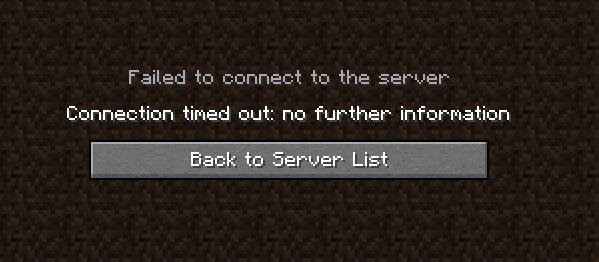 Failed to connect to the server
Connection timed out: no further information
Back to Server List